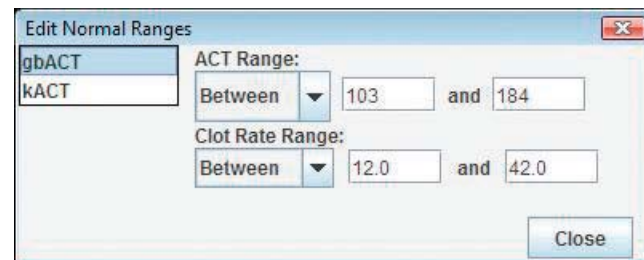 Edit Normal Ranges
gbACT
kACT
ACT Range:
Between 103 and 184
Clot Rate Range:
Between 12.0 and 42.0
Close